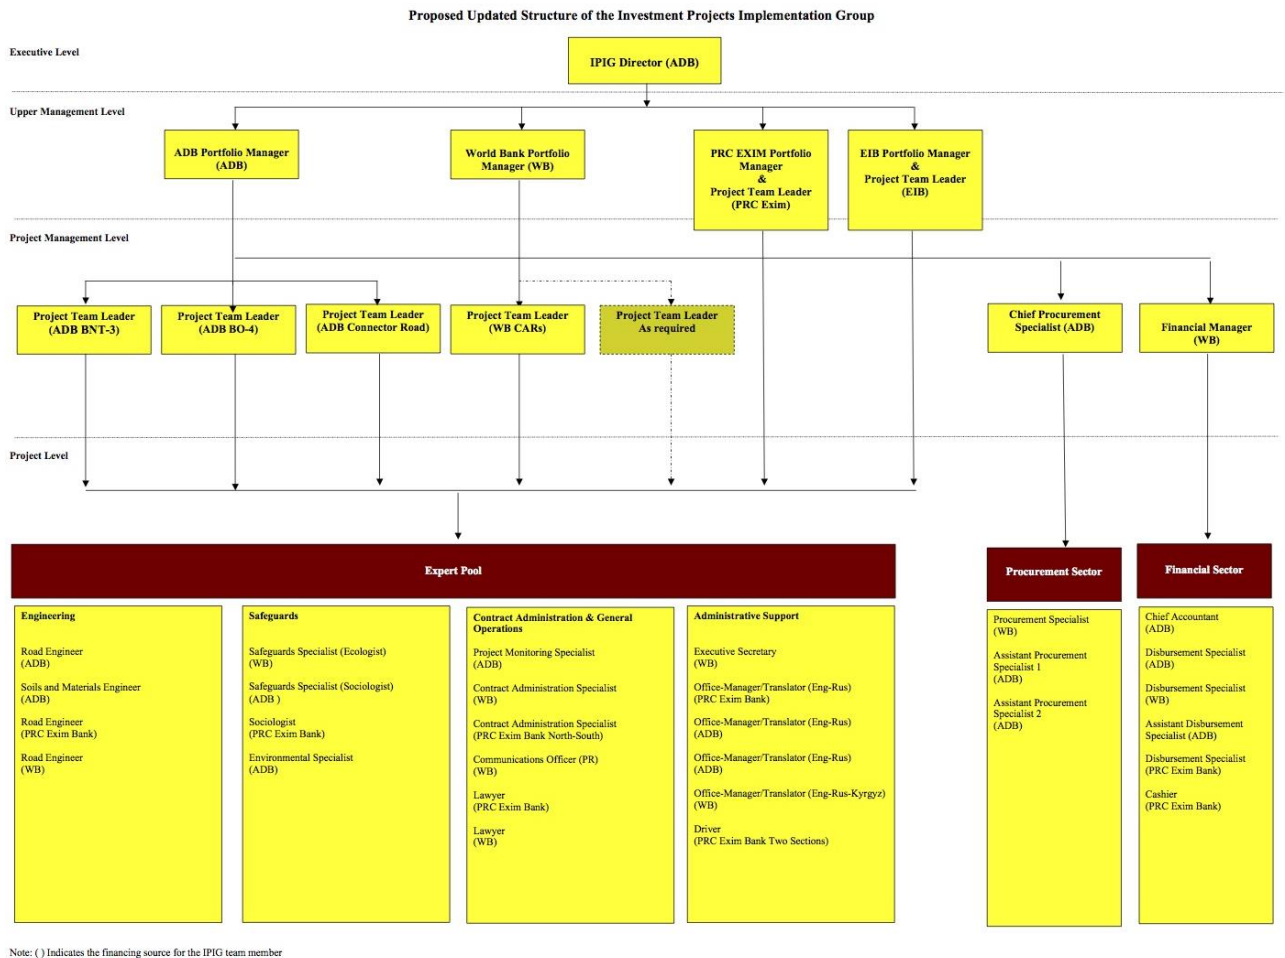 Proposed Updated Structure of the Investment Projects Implementation Group
Executive Level
IPIG Director (ADB)
Upper Management Level
ADB Portfolio Manager
(ADB)
World Bank Portfolio
Manager (WB)
PRC EXIM Portfolio
Manager
&
Project Team Leader
(PRC Exim)
EIB Portfolio Manager
&
Project Team Leader
(EIB)
Project Management Level
Project Team Leader
(ADB BNT-3)
Project Team Leader
(ADB BO-4)
Project Team Leader
(ADB Connector Road)
Project Team Leader
(WB CARs)
Project Team Leader
As required
Chief Procurement
Specialist (ADB)
Financial Manager
(WB)
Project Level
Expert Pool
Procurement Sector
Financial Sector
Engineering
Road Engineer
(ADB)
Soils and Materials Engineer
(ADB)
Road Engineer
(PRC Exim Bank)
Road Engineer
(WB)
Safeguards
Safeguards Specialist (Ecologist)
(WB)
Safeguards Specialist (Sociologist)
(ADB )
Sociologist
(PRC Exim Bank)
Environmental Specialist
(ADB)
Contract Administration & General
Operations
Project Monitoring Specialist
(ADB)
Contract Administration Specialist
(WB)
Contract Administration Specialist
(PRC Exim Bank North-South)
Communications Officer (PR)
(WB)
Lawyer
(PRC Exim Bank)
Lawyer
(WB)
Administrative Support
Executive Secretary
(WB)
Office-Manager/Translator (Eng-Rus)
(PRC Exim Bank)
Office-Manager/Translator (Eng-Rus)
(ADB)
Office-Manager/Translator (Eng-Rus)
(ADB)
Office-Manager/Translator (Eng-Rus-Kyrgyz)
(WB)
Driver
(PRC Exim Bank Two Sections)
Procurement Specialist
(WB)
Assistant Procurement
Specialist 1
(ADB)
Assistant Procurement
Specialist 2
(ADB)
Chief Accountant
(ADB)
Disbursement Specialist
(ADB)
Disbursement Specialist
(WB)
Assistant Disbursement
Specialist (ADB)
Disbursement Specialist
(PRC Exim Bank)
Cashier
(PRC Exim Bank)
Note: ( ) Indicates the financing source for the IPIG team member